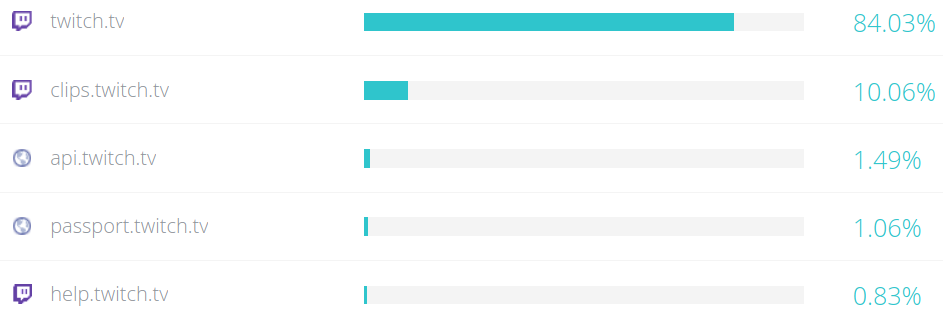 twitch.tv 84.03%
clips.twitch.tv 10.06%
api.twitch.tv 1.49%
passport.twitch.tv 1.06%
help.twitch.tv 0.83%